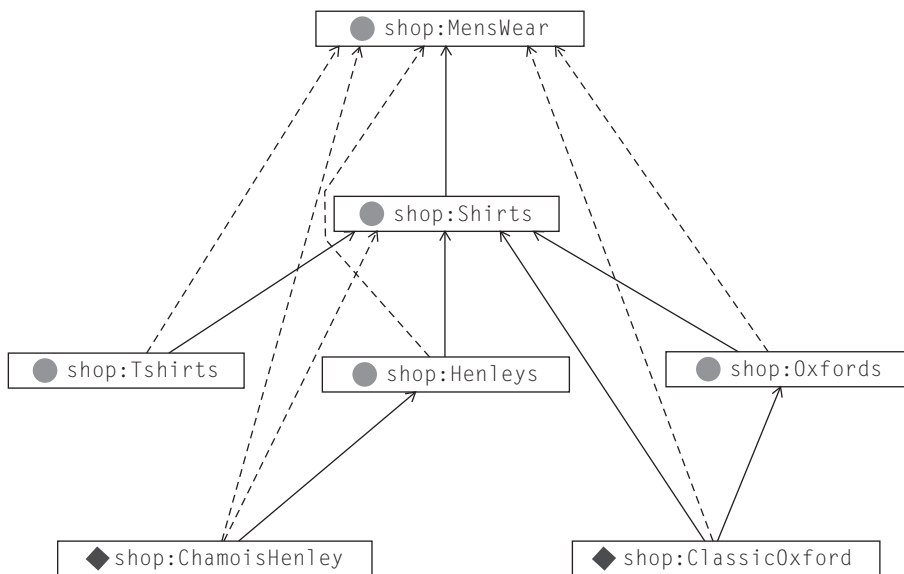 shop:MensWear
shop:Shirts
shop:Tshirts
shop:Henleys
shop:Oxfords
shop:ChamoisHenley
shop:ClassicOxford